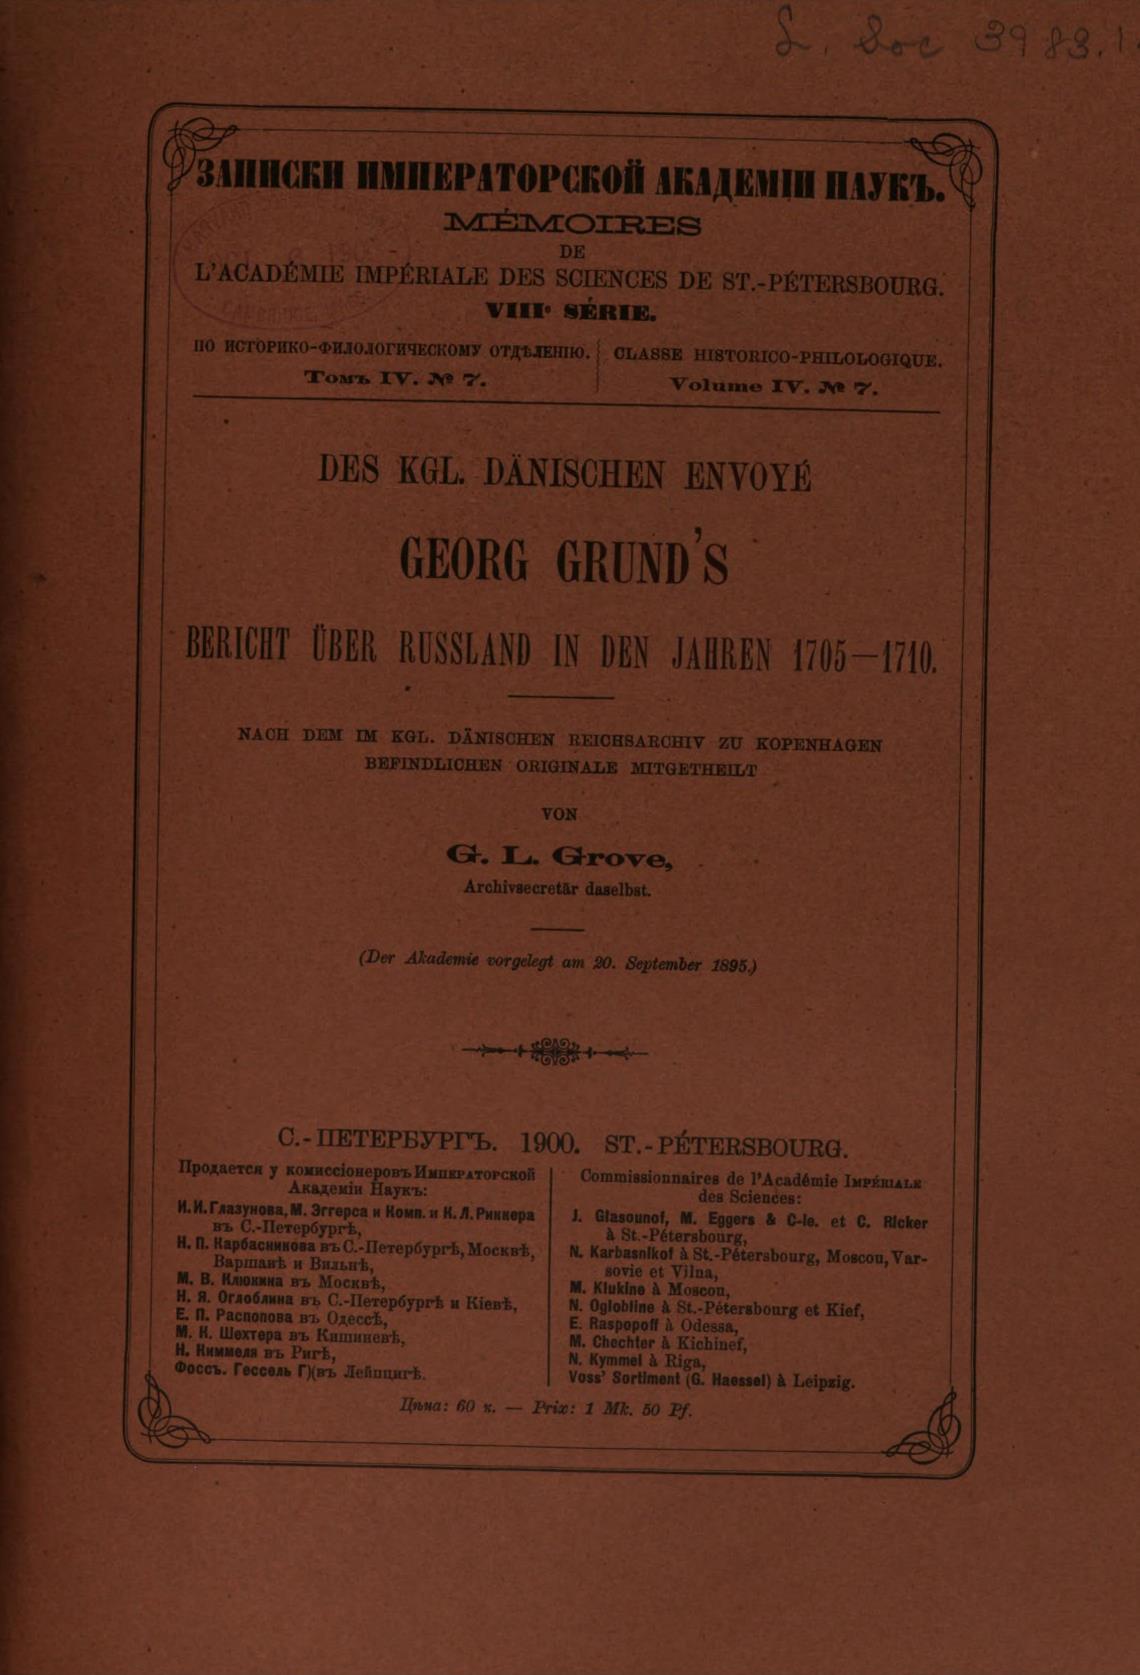 L. Soc 3983.1
ЗАПИСКИ ИМПЕРАТОРСКОЙ АКАДЕМІИ НАУКЪ.
MÉMOIRES
DE
L'ACADÉMIE IMPÉRIALE DES SCIENCES DE ST.-PÉTERSBOURG.
VIIIe SÉRIE.
ПО ИСТОРИКО-ФИЛОЛОГИЧЕСКОМУ ОТДѢЛЕНІЮ.
Томъ IV. № 7.
CLASSE HISTORICO-PHILOLOGIQUE.
Volume IV. № 7.
DES KGL. DÄNISCHEN ENVOYÉ
GEORG GRUND'S
BERICHT ÜBER RUSSLAND IN DEN JAHREN 1705—1710.
NACH DEM IM KGL. DÄNISCHEN REICHSARCHIV ZU KOPENHAGEN
BEFINDLICHEN ORIGINALE MITGETHEILT
VON
G. L. Grove,
Archivsecretär daselbst.
(Der Akademie vorgelegt am 20. September 1895.)
С.-ПЕТЕРБУРГЪ. 1900. ST.-PÉTERSBOURG.
Продается у комиссіонеровъ Императорской
Академіи Наукъ:
И. И. Глазунова, М. Эггерса и Комп. и К. Л. Риккера
въ С.-Петербургѣ,
Н. П. Карбасникова въ С.-Петербургѣ, Москвѣ,
Варшавѣ и Вильнѣ,
М. В. Клюкина въ Москвѣ,
Н. Я. Оглоблина въ С.-Петербургѣ и Кіевѣ,
Е. П. Распопова въ Одессѣ,
М. К. Шехтера въ Кишиневѣ,
Н. Киммеля въ Ригѣ,
Фоссъ. Гессель Г)(въ Лейпцигѣ.
Commissionnaires de l'Académie IMPÉRIALE
des Sciences:
J. Glasounof, M. Eggers & C-ie. et C. Ricker
à St.-Pétersbourg,
N. Karbasnikof à St.-Pétersbourg, Moscou, Var-
sovie et Vilna,
M. Klukine à Moscou,
N. Oglobline à St.-Pétersbourg et Kief,
E. Raspopoff à Odessa,
M. Chechter à Kichinef,
N. Kymmel à Riga,
Voss' Sortiment (G. Haessel) à Leipzig.
Цѣна: 60 к. — Prix: 1 Mk. 50 Pf.